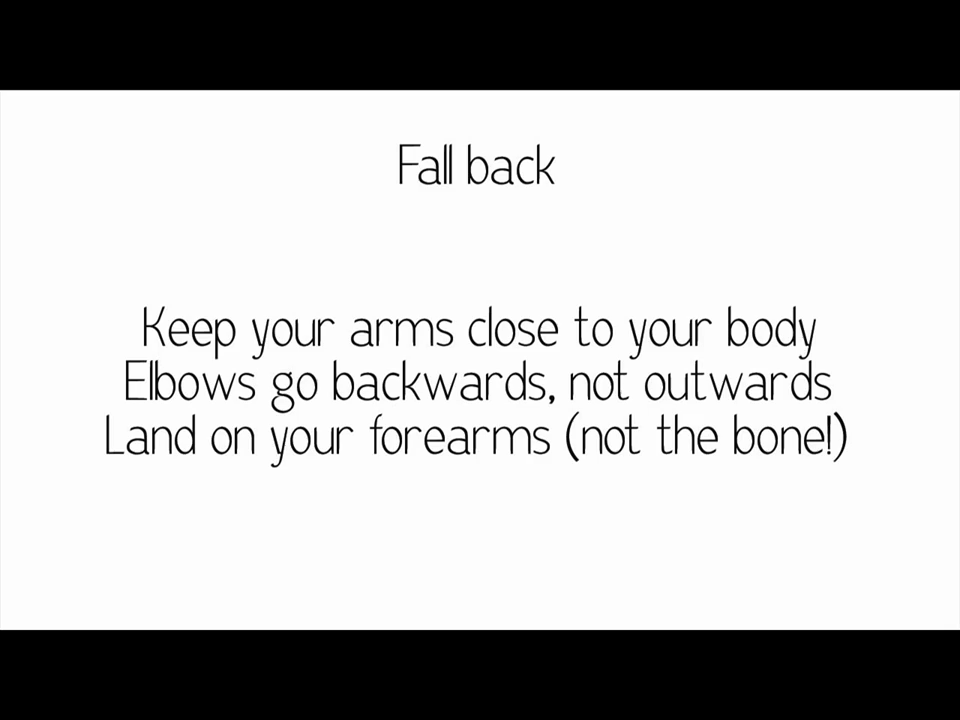 Fall back
Keep your arms close to your body
Elbows go backwards, not outwards
Land on your forearms (not the bone!)